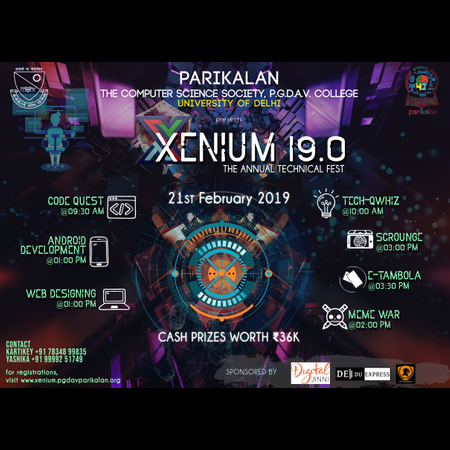 PARIKALAN
THE COMPUTER SCIENCE SOCIETY, P.G.D.A.V. COLLEGE
UNIVERSITY OF DELHI
presents
XENIUM 19.0
THE ANNUAL TECHNICAL FEST
21ST February 2019
CODE QUEST
@09:30 AM
ANDROID
DEVELOPMENT
@01:00 PM
WEB DESIGNING
@01:00 PM
TECH-QWHIZ
@10:00 AM
SCROUNGE
@03:00 PM
E-TAMBOLA
@03:30 PM
MEME WAR
@02:00 PM
CASH PRIZES WORTH ₹36K
CONTACT
KARTIKEY +91 78348 99835
YASHIKA +91 99992 51749
for registrations,
visit www.xenium.pgdavparikalan.org
SPONSORED BY
Digital
JINNI
DU EXPRESS
parikalan